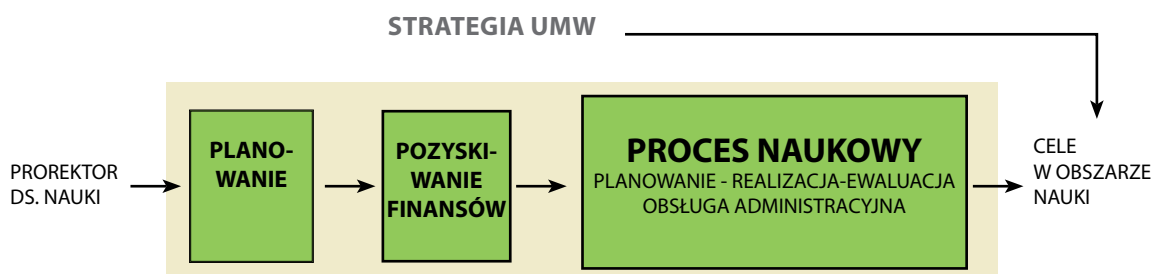 STRATEGIA UMW
PROREKTOR
DS. NAUKI
PLANO-
WANIE
POZYSKI-
WANIE
FINANSÓW
PROCES NAUKOWY
PLANOWANIE - REALIZACJA-EWALUACJA
OBSŁUGA ADMINISTRACYJNA
CELE
W OBSZARZE
NAUKI